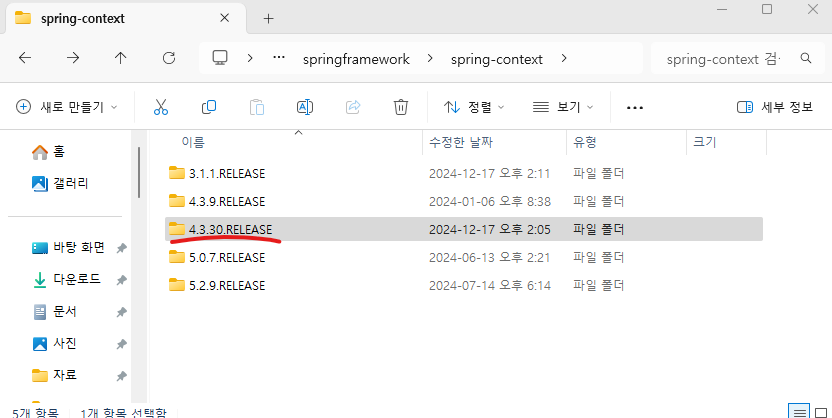 spring-context
springframework
spring-context
spring-context 검
새로 만들기
정렬
보기
세부 정보
이름 수정한 날짜 유형 크기
홈
갤러리
바탕 화면
다운로드
문서
사진
자료
3.1.1.RELEASE 2024-12-17 오후 2:11 파일 폴더
4.3.9.RELEASE 2024-01-06 오후 8:38 파일 폴더
4.3.30.RELEASE 2024-12-17 오후 2:05 파일 폴더
5.0.7.RELEASE 2024-06-13 오후 2:21 파일 폴더
5.2.9.RELEASE 2024-07-14 오후 6:14 파일 폴더
5개 항목 1개 항목 선택함